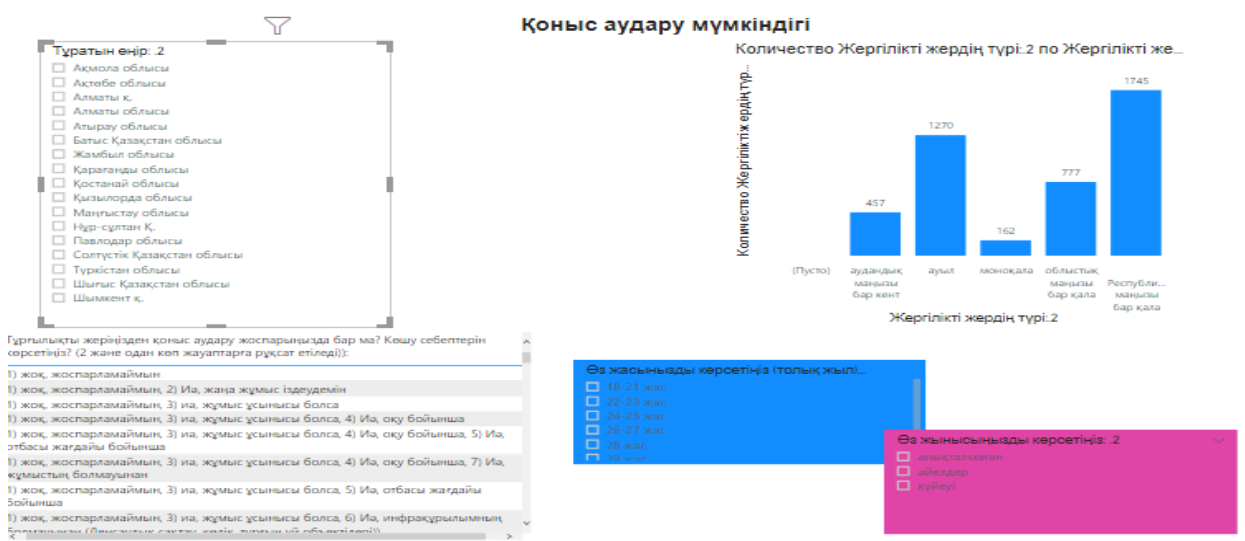 Қоныс аудару мүмкіндігі
Тұратын өңір: .2
Ақмола облысы
Ақтөбе облысы
Алматы қ.
Алматы облысы
Атырау облысы
Батыс Қазақстан облысы
Жамбыл облысы
Қарағанды облысы
Қостанай облысы
Қызылорда облысы
Маңғыстау облысы
Нұр-сұлтан Қ.
Павлодар облысы
Солтүстік Қазақстан облысы
Түркістан облысы
Шығыс Қазақстан облысы
Шымкент қ.
Количество Жергілікті жердің түрі:.2 по Жергілікті же...
Количество Жергілікті жердің түр...
457
1270
162
777
1745
(Пусто)
аудандық
маңызы
бар кент
ауыл
моноқала
облыстық
маңызы
бар қала
Республи...
маңызы
бар қала
Жергілікті жердің түрі:.2
Тұрғылықты жеріңізден қоныс аудару жоспарыңызда бар ма? Көшу себептерін
көрсетіңіз? (2 және одан көп жауаптарға рұқсат етіледі)):
1) жоқ, жоспарламаймын
1) жоқ, жоспарламаймын, 2) Иә, жаңа жұмыс іздеудемін
1) жоқ, жоспарламаймын, 3) иә, жұмыс ұсынысы болса
1) жоқ, жоспарламаймын, 3) иә, жұмыс ұсынысы болса, 4) Иә, оқу бойынша
1) жоқ, жоспарламаймын, 3) иә, жұмыс ұсынысы болса, 4) Иә, оқу бойынша, 5) Иә,
отбасы жағдайы бойынша
1) жоқ, жоспарламаймын, 3) иә, жұмыс ұсынысы болса, 4) Иә, оқу бойынша, 7) Иә,
жұмыстың болмауынан
1) жоқ, жоспарламаймын, 3) иә, жұмыс ұсынысы болса, 5) Иә, отбасы жағдайы
бойынша
1) жоқ, жоспарламаймын, 3) иә, жұмыс ұсынысы болса, 6) Иә, инфрақұрылымның
болмауынан (Денсаулық сақтау, көлік, тұрғын үй объектілері))
Өз жасыңызды көрсетіңіз (толық жыл)...
18-21 жас
22-23 жас
24-25 жас
26-27 жас
28 жас
29 жас
Өз жынысыңызды көрсетіңіз: .2
анықталмаған
әйелдер
күйеуі